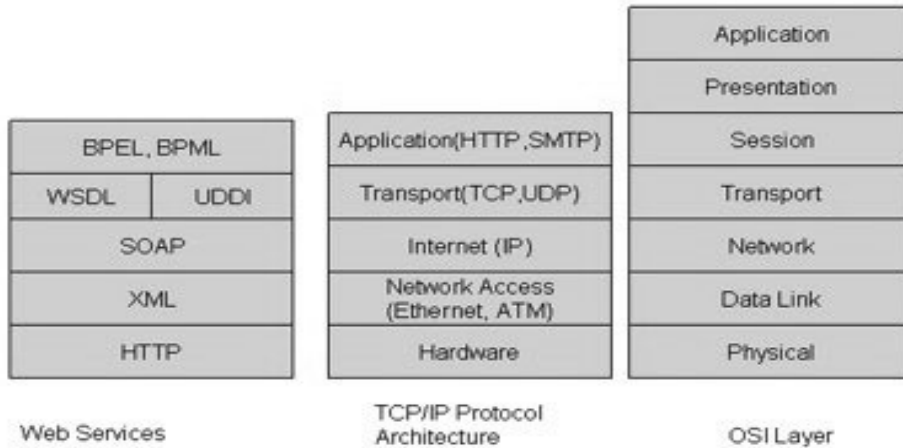 BPEL, BPML
WSDL
UDDI
SOAP
XML
HTTP
Web Services
Application(HTTP,SMTP)
Transport(TCP,UDP)
Internet (IP)
Network Access
(Ethernet, ATM)
Hardware
TCP/IP Protocol
Architecture
Application
Presentation
Session
Transport
Network
Data Link
Physical
OSI Layer